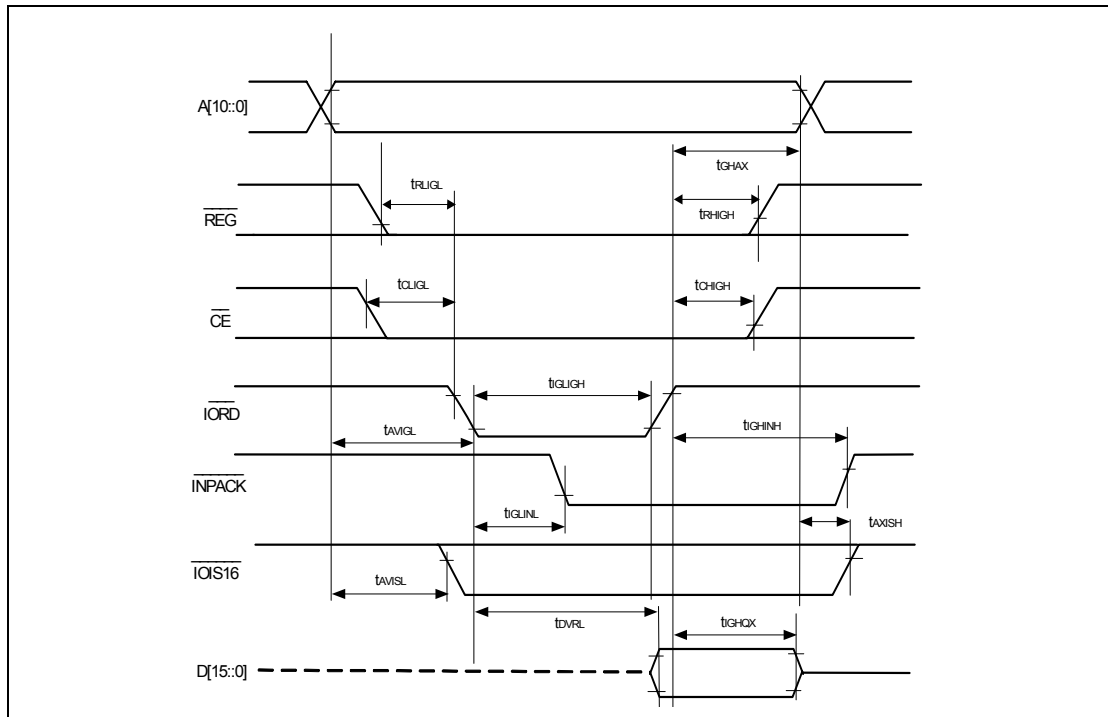 A[10::0]
tGHAX
tRLIGL
REG
tRHIGH
tCLIGL
tCHIGH
CE
tIGLIGH
IORD
tAVIGL
tIGHINH
INPACK
tIGLINL
tAXISH
IOIS16
tAVISL
tDVRL
tIGHQX
D[15::0]